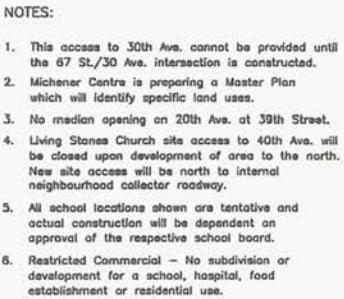 NOTES:
1. This access to 30th Ave. cannot be provided until
the 67 St./30 Ave. intersection is constructed.
2. Michener Centre is preparing a Master Plan
which will identify specific land uses.
3. No median opening on 20th Ave. at 39th Street.
4. Living Stones Church site access to 40th Ave. will
be closed upon development of area to the north.
New site access will be north to internal
neighbourhood collector roadway.
5. All school locations shown are tentative and
actual construction will be dependent on
approval of the respective school board.
6. Restricted Commercial – No subdivision or
development for a school, hospital, food
establishment or residential use.